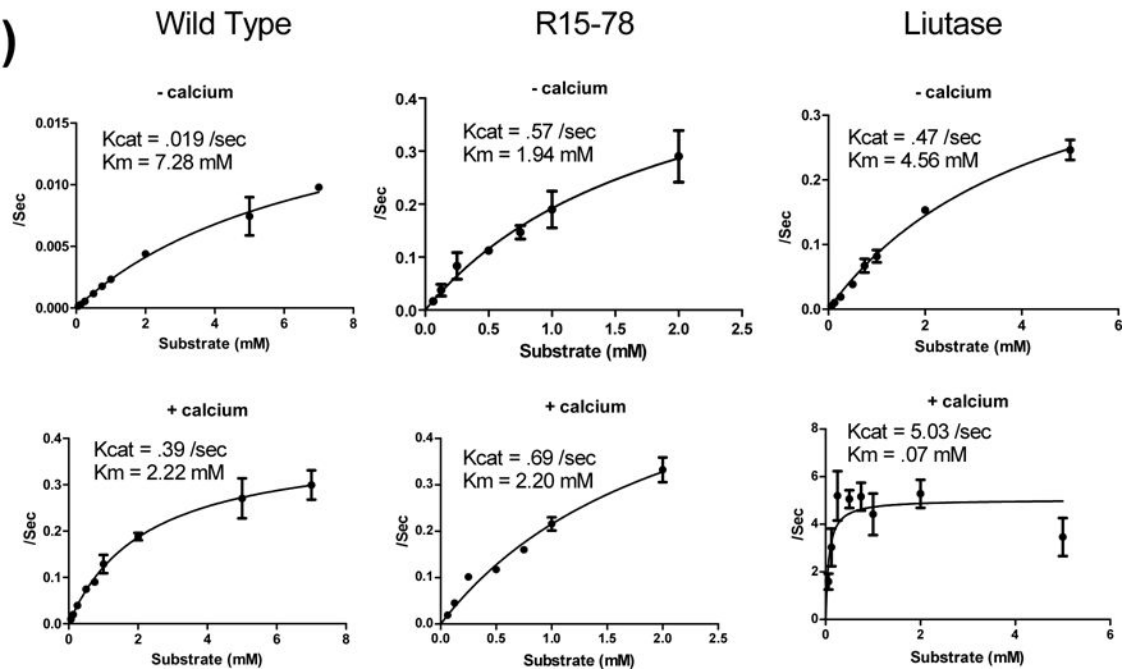 )
Wild Type
R15-78
Liutase
- calcium
0.015
0.010
0.005
0.000
/Sec
Kcat = .019 /sec
Km = 7.28 mM
0 2 4 6 8
Substrate (mM)
- calcium
0.4
0.3
0.2
0.1
0.0
/Sec
Kcat = .57 /sec
Km = 1.94 mM
0.0 0.5 1.0 1.5 2.0 2.5
Substrate (mM)
- calcium
0.3
0.2
0.1
0.0
/Sec
Kcat = .47 /sec
Km = 4.56 mM
0 2 4 6
Substrate (mM)
+ calcium
0.4
0.3
0.2
0.1
0.0
/Sec
Kcat = .39 /sec
Km = 2.22 mM
0 2 4 6 8
Substrate (mM)
+ calcium
0.4
0.3
0.2
0.1
0.0
/Sec
Kcat = .69 /sec
Km = 2.20 mM
0.0 0.5 1.0 1.5 2.0 2.5
Substrate (mM)
+ calcium
8
6
4
2
0
/Sec
Kcat = 5.03 /sec
Km = .07 mM
0 2 4 6
Substrate (mM)